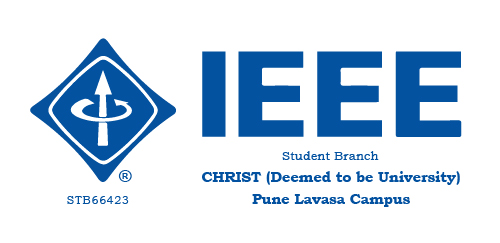 IEEE
Student Branch
CHRIST (Deemed to be University)
Pune Lavasa Campus
®
STB66423